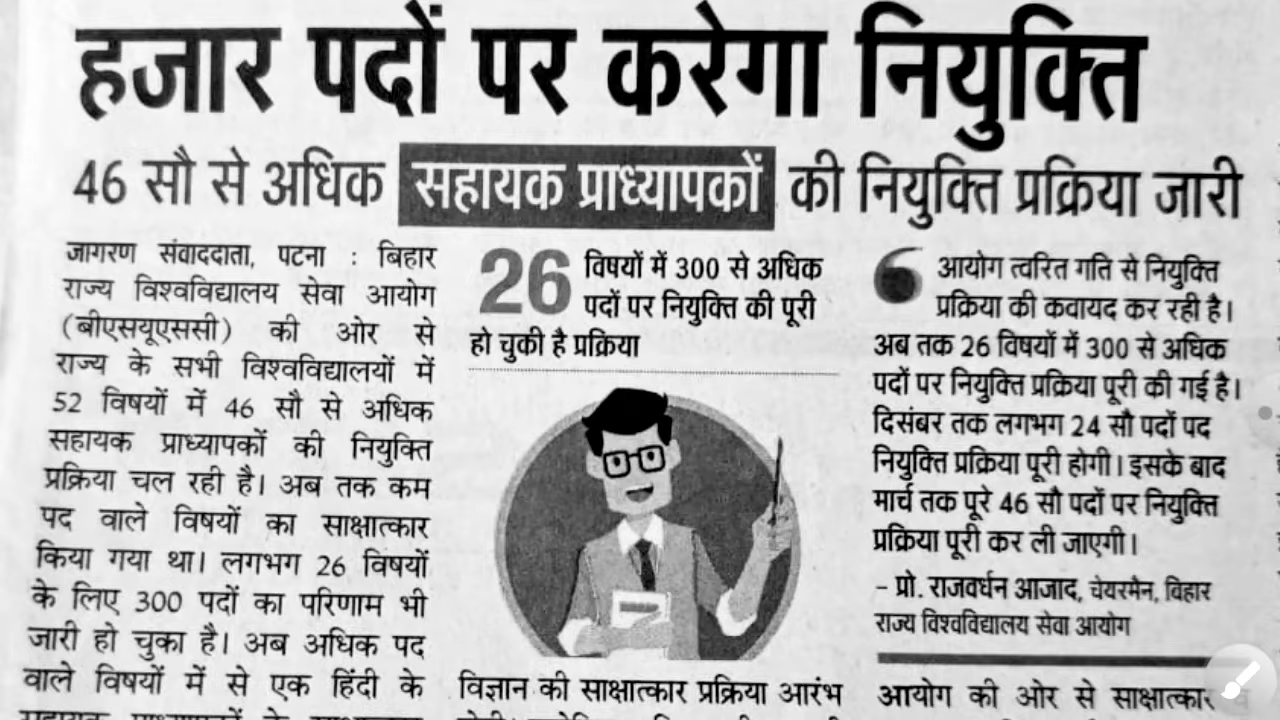 हजार पदों पर करेगा नियुक्ति
46 सौ से अधिक सहायक प्राध्यापकों की नियुक्ति प्रक्रिया जारी
जागरण संवाददाता, पटना : बिहार
राज्य विश्वविद्यालय सेवा आयोग
(बीएसयूएससी) की ओर से
राज्य के सभी विश्वविद्यालयों में
52 विषयों में 46 सौ से अधिक
सहायक प्राध्यापकों की नियुक्ति
प्रक्रिया चल रही है। अब तक कम
पद वाले विषयों का साक्षात्कार
किया गया था। लगभग 26 विषयों
के लिए 300 पदों का परिणाम भी
जारी हो चुका है। अब अधिक पद
वाले विषयों में से एक हिंदी के
26 विषयों में 300 से अधिक
पदों पर नियुक्ति की पूरी
हो चुकी है प्रक्रिया
विज्ञान की साक्षात्कार प्रक्रिया आरंभ
आयोग त्वरित गति से नियुक्ति
प्रक्रिया की कवायद कर रही है।
अब तक 26 विषयों में 300 से अधिक
पदों पर नियुक्ति प्रक्रिया पूरी की गई है।
दिसंबर तक लगभग 24 सौ पदों पद
नियुक्ति प्रक्रिया पूरी होगी। इसके बाद
मार्च तक पूरे 46 सौ पदों पर नियुक्ति
प्रक्रिया पूरी कर ली जाएगी।
- प्रो. राजवर्धन आजाद, चेयरमैन, विहार
राज्य विश्वविद्यालय सेवा आयोग
आयोग की ओर से साक्षात्कार